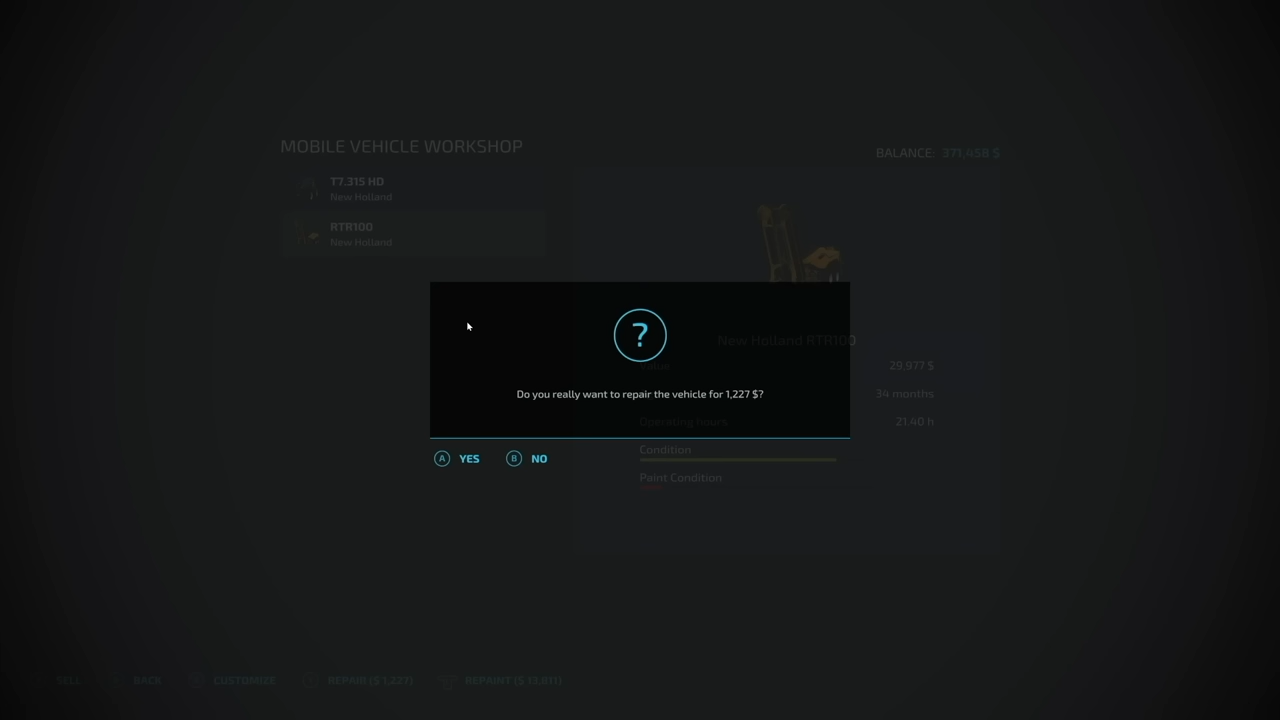 MOBILE VEHICLE WORKSHOP
BALANCE: 371,458 $
T7.315 HD
New Holland
RTR100
New Holland
?
New Holland RTR100
29,977 $
Do you really want to repair the vehicle for 1,227 $?
34 months
Operating hours
21.40 h
Condition
A YES B NO
Paint Condition
SELL BACK CUSTOMIZE REPAIR ($ 1,227)